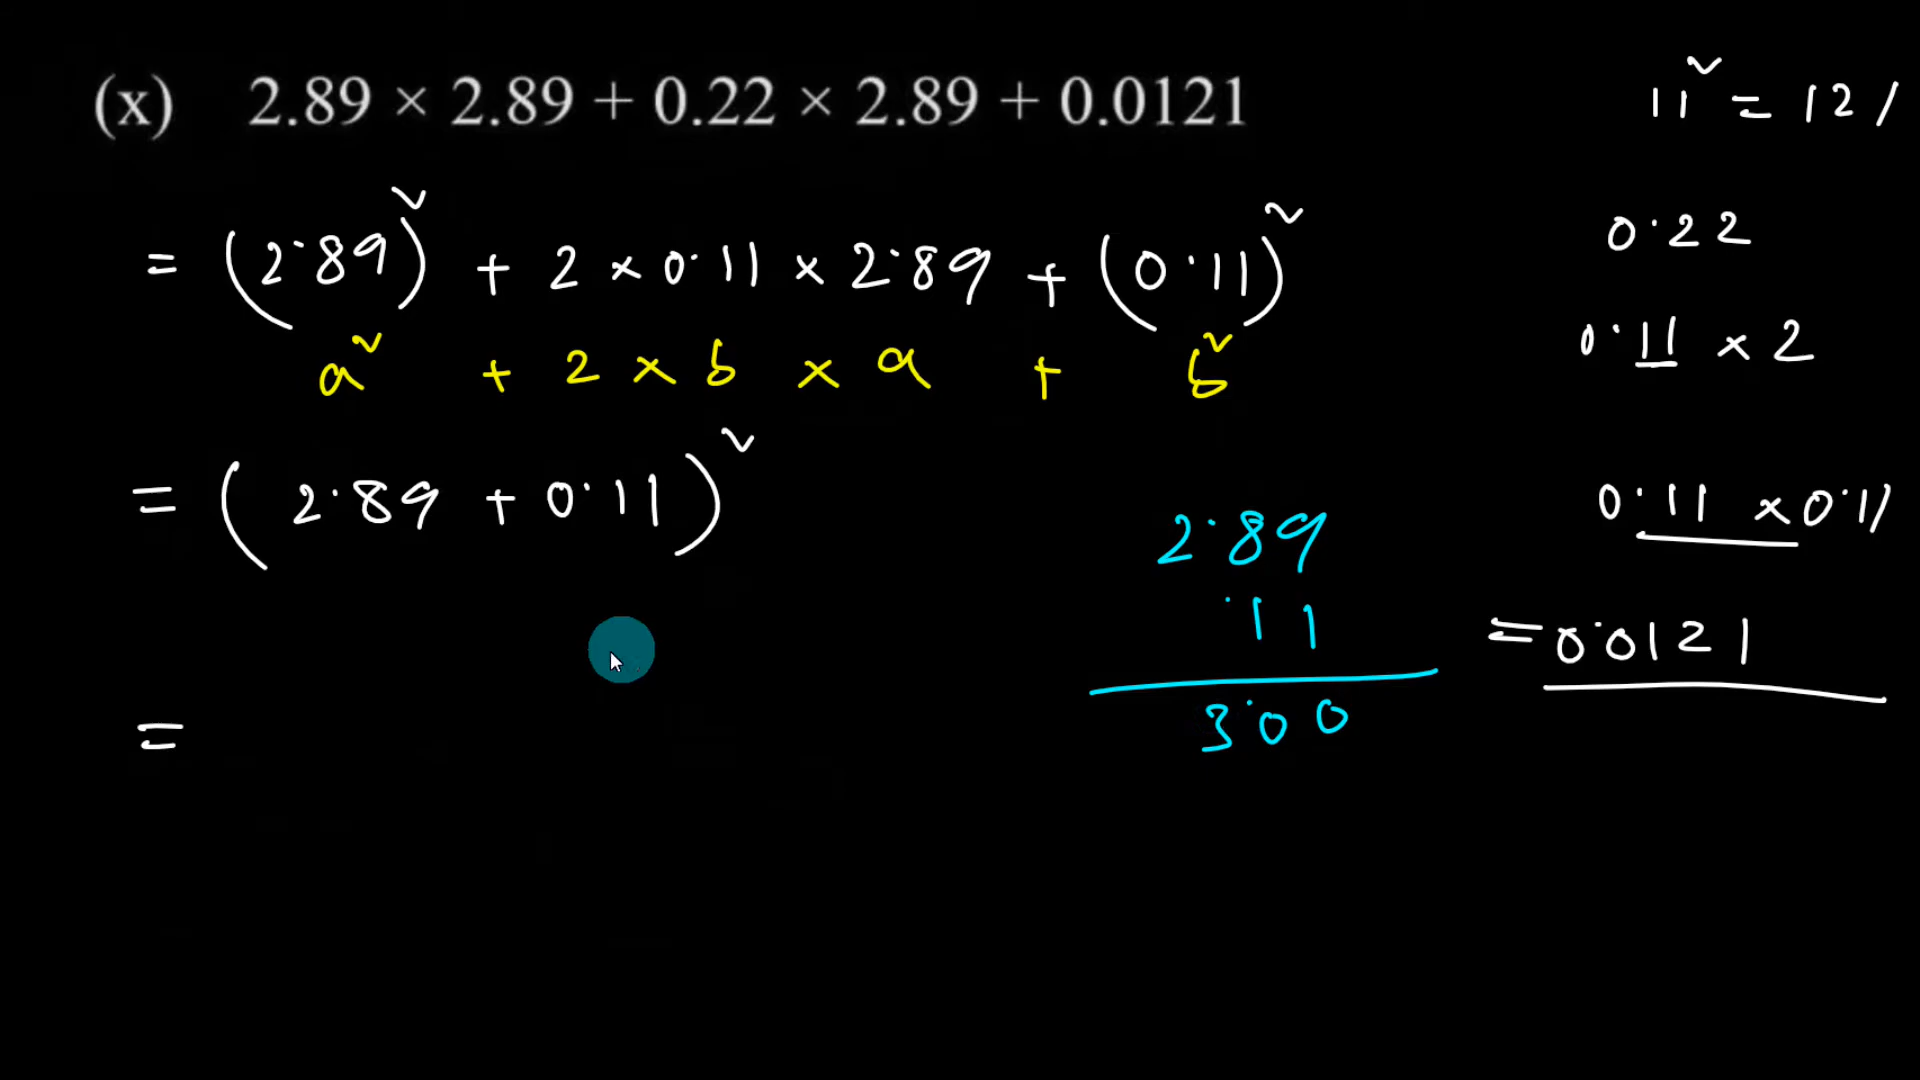 (x) 2.89 × 2.89 + 0.22 × 2.89 + 0.0121
11² = 121
= (2.89)² + 2 × 0.11 × 2.89 + (0.11)²
0.22
a² + 2 × b × a + b²
0.11 × 2
= (2.89 + 0.11)²
0.11 × 0.11
2.89
.11
= 0.0121
3.00
=